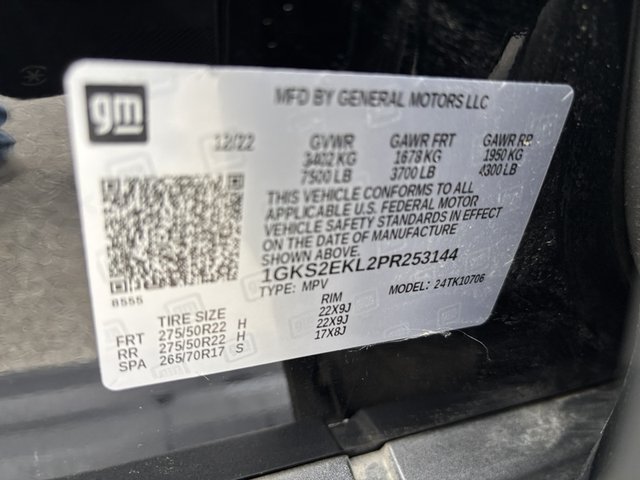 gm
MFD BY GENERAL MOTORS LLC
12/22 GVWR GAWR FRT GAWR RR
3402 KG 1678 KG 1950 KG
7500 LB 3700 LB 4300 LB
THIS VEHICLE CONFORMS TO ALL
APPLICABLE U.S. FEDERAL MOTOR
VEHICLE SAFETY STANDARDS IN EFFECT
ON THE DATE OF MANUFACTURE
1GKS2EKL2PR253144
TYPE: MPV MODEL: 24TK10706
8555
TIRE SIZE RIM
FRT 275/50R22 H 22X9J
RR 275/50R22 H 22X9J
SPA 265/70R17 S 17X8J